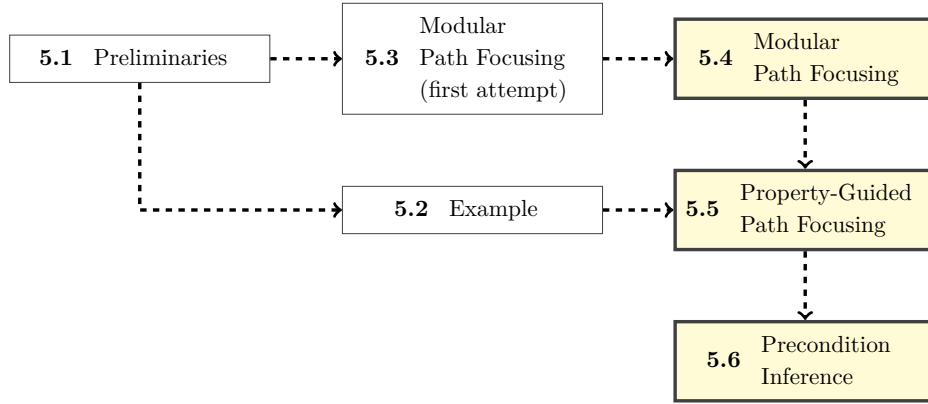 5.1 Preliminaries
5.3 Modular
Path Focusing
(first attempt)
5.4 Modular
Path Focusing
5.2 Example
5.5 Property-Guided
Path Focusing
5.6 Precondition
Inference